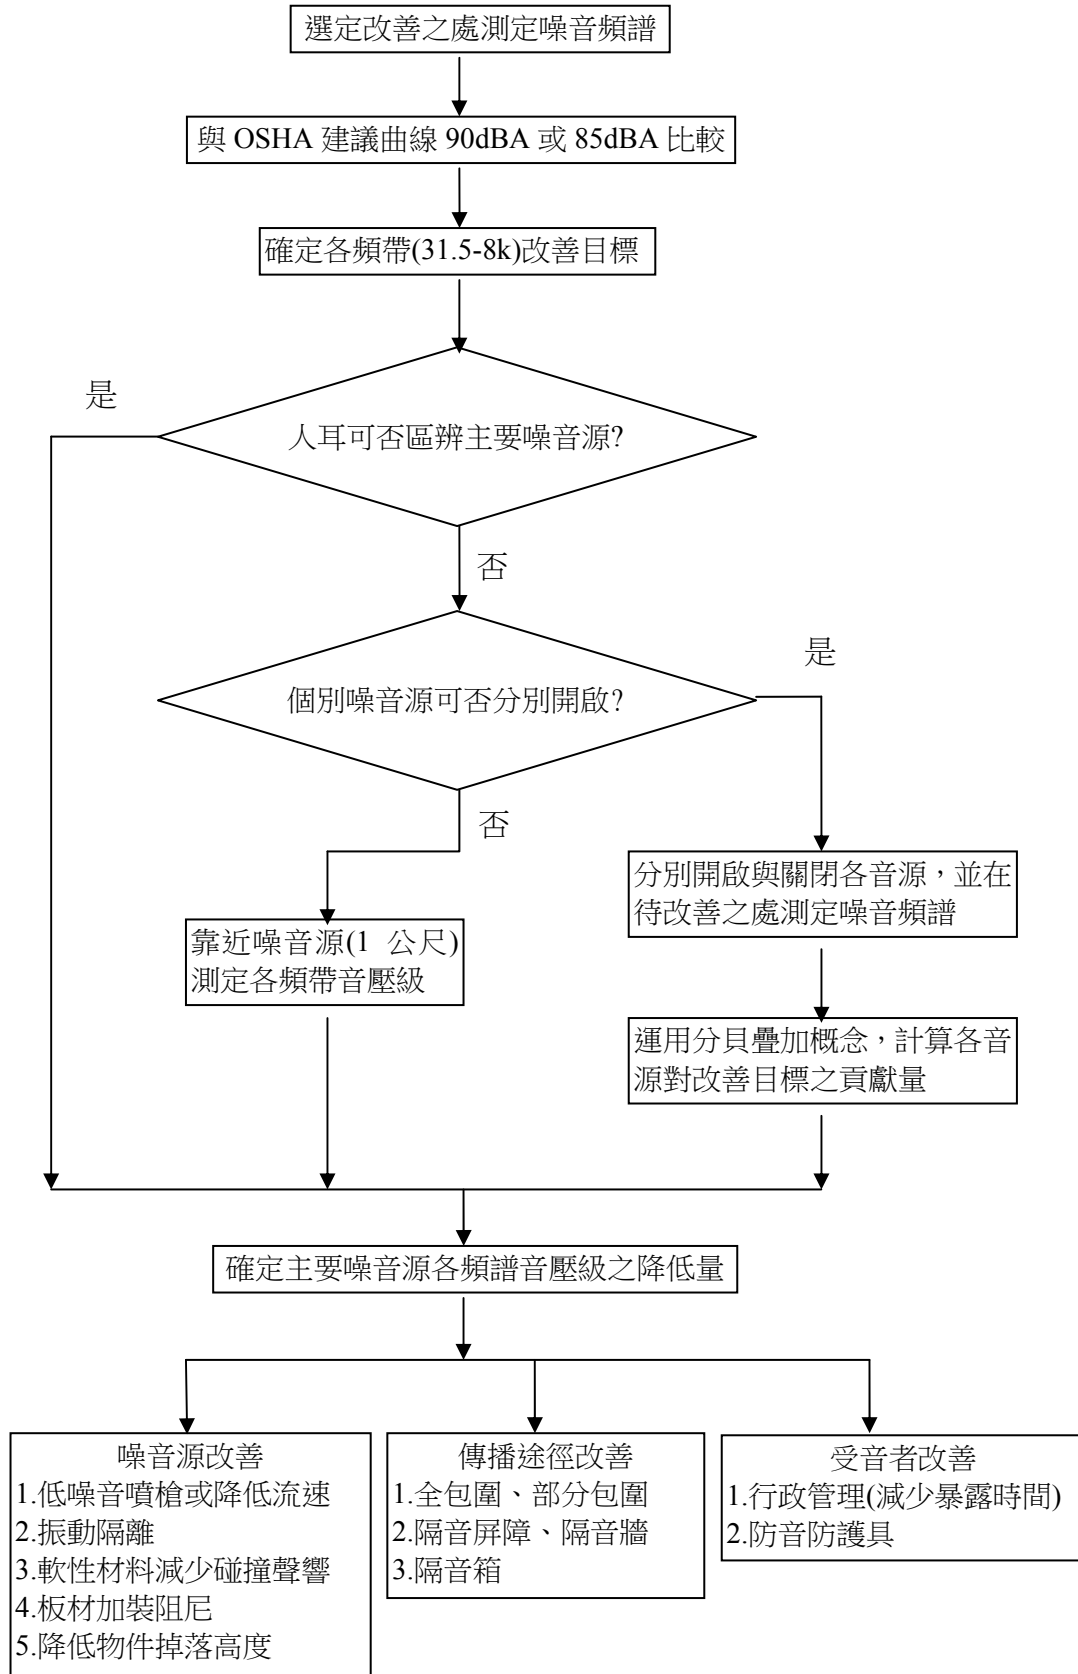 選定改善之處測定噪音頻譜
與 OSHA 建議曲線 90dBA 或 85dBA 比較
確定各頻帶(31.5-8k)改善目標
是
人耳可否區辨主要噪音源?
否
是
個別噪音源可否分別開啟?
否
分別開啟與關閉各音源，並在
待改善之處測定噪音頻譜
靠近噪音源(1 公尺)
測定各頻帶音壓級
運用分貝疊加概念，計算各音
源對改善目標之貢獻量
確定主要噪音源各頻譜音壓級之降低量
噪音源改善
1.低噪音噴槍或降低流速
2.振動隔離
3.軟性材料減少碰撞聲響
4.板材加裝阻尼
5.降低物件掉落高度
傳播途徑改善
1.全包圍、部分包圍
2.隔音屏障、隔音牆
3.隔音箱
受音者改善
1.行政管理(減少暴露時間)
2.防音防護具